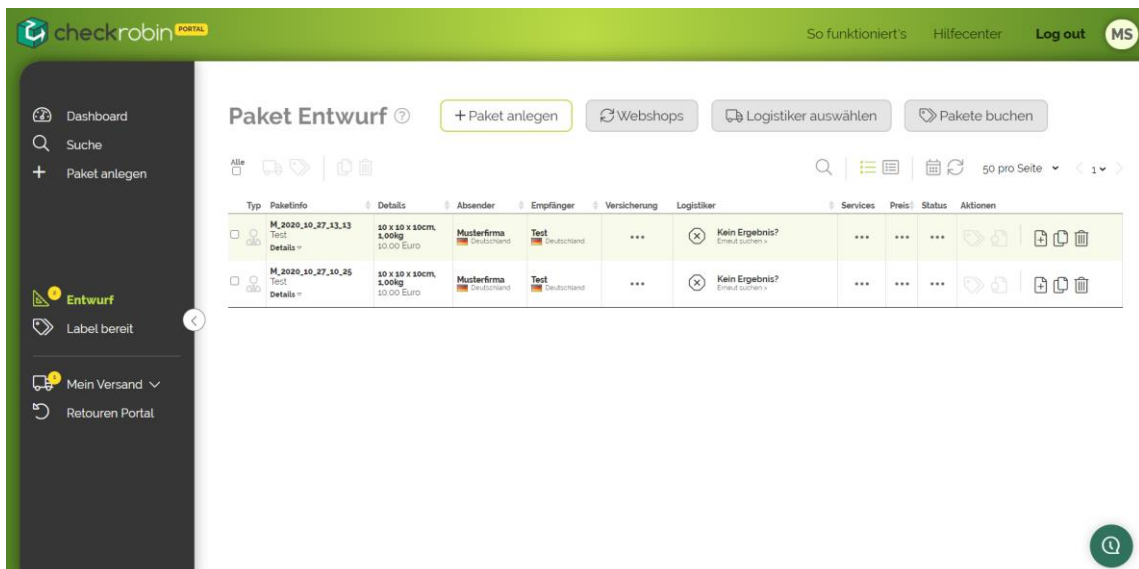 checkrobin PORTAL
So funktioniert's Hilfecenter Log out MS
Dashboard
Suche
Paket anlegen
Entwurf
Label bereit
Mein Versand
Retouren Portal
Paket Entwurf ? + Paket anlegen Webshops Logistiker auswählen Pakete buchen
Alle 50 pro Seite < 1 >
Typ Paketinfo Details Absender Empfänger Versicherung Logistiker Services Preis Status Aktionen
M_2020_10_27_13_13 10 x 10 x 10cm,
Test 1,00kg Musterfirma Test ... Kein Ergebnis? ... ... ...
Details 10.00 Euro Deutschland Deutschland Erneut suchen >
M_2020_10_27_10_25 10 x 10 x 10cm,
Test 1,00kg Musterfirma Test ... Kein Ergebnis? ... ... ...
Details 10.00 Euro Deutschland Deutschland Erneut suchen >